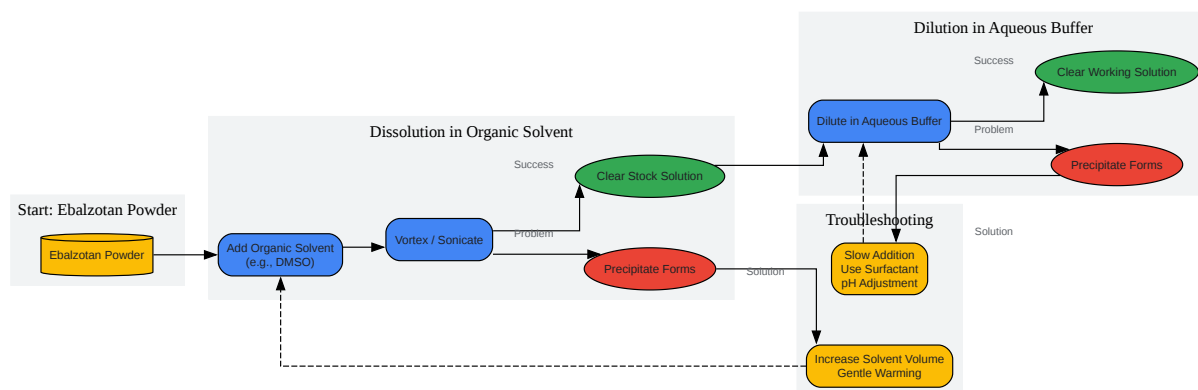 Start: Ebalzotan Powder
Ebalzotan Powder
Dissolution in Organic Solvent
Add Organic Solvent
(e.g., DMSO)
Vortex / Sonicate
Success
Clear Stock Solution
Problem
Precipitate Forms
Solution
Dilution in Aqueous Buffer
Dilute in Aqueous Buffer
Success
Clear Working Solution
Problem
Precipitate Forms
Solution
Troubleshooting
Slow Addition
Use Surfactant
pH Adjustment
Increase Solvent Volume
Gentle Warming